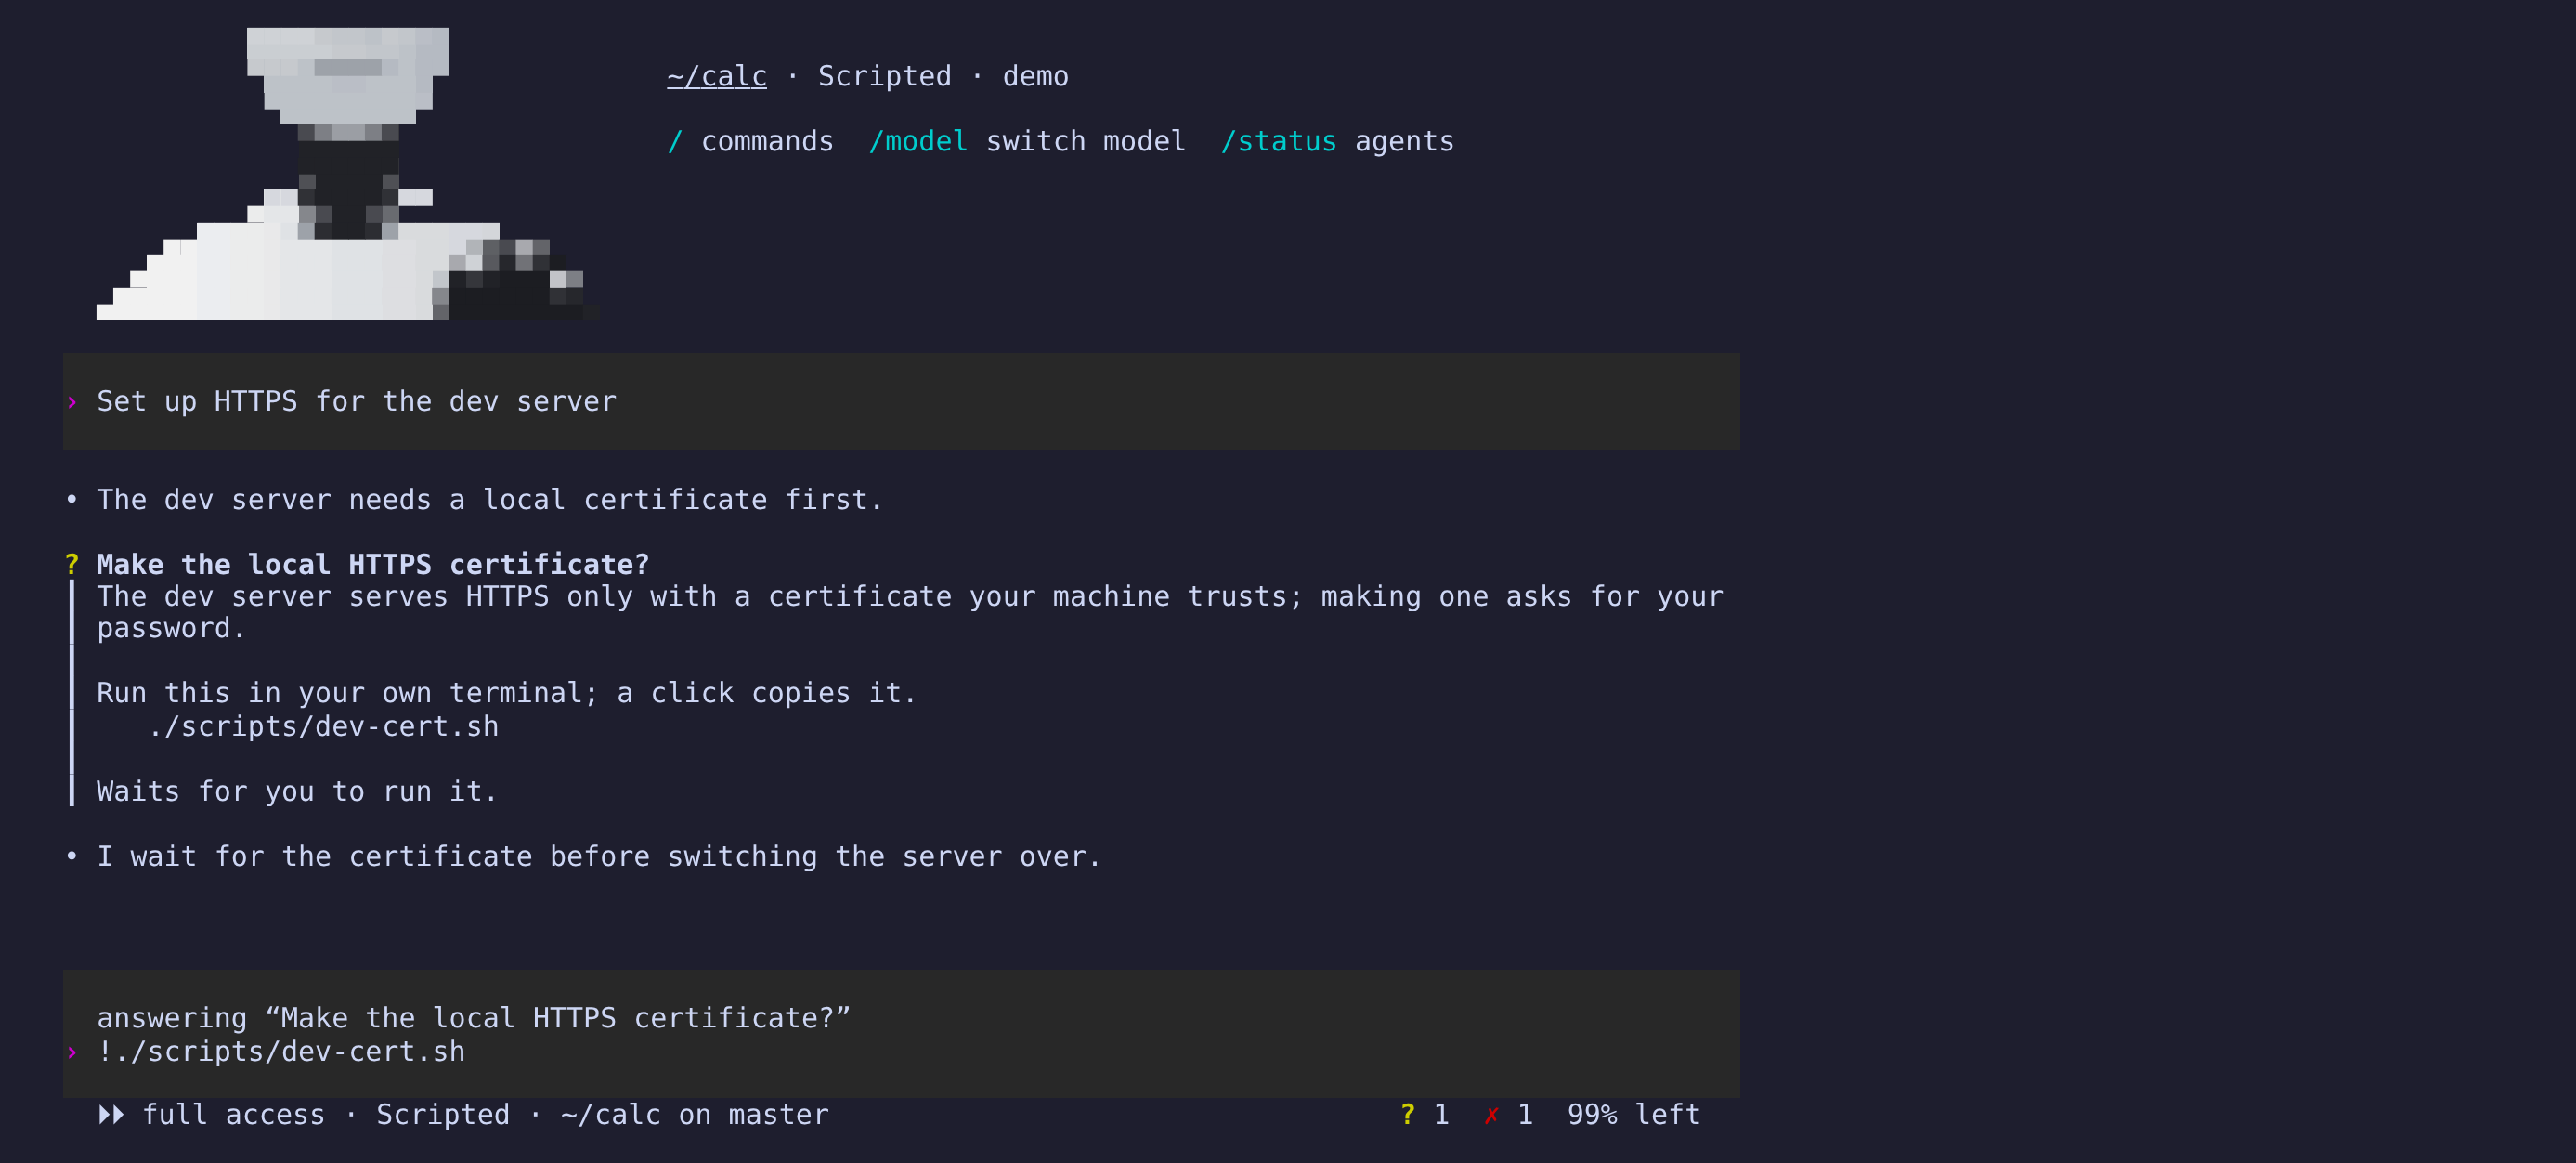 ~/calc · Scripted · demo
/ commands  /model switch model  /status agents
› Set up HTTPS for the dev server
• The dev server needs a local certificate first.
? Make the local HTTPS certificate?
The dev server serves HTTPS only with a certificate your machine trusts; making one asks for your
password.
Run this in your own terminal; a click copies it.
./scripts/dev-cert.sh
Waits for you to run it.
• I wait for the certificate before switching the server over.
answering “Make the local HTTPS certificate?”
› !./scripts/dev-cert.sh
⏵⏵ full access · Scripted · ~/calc on master  ? 1  ✗ 1  99% left